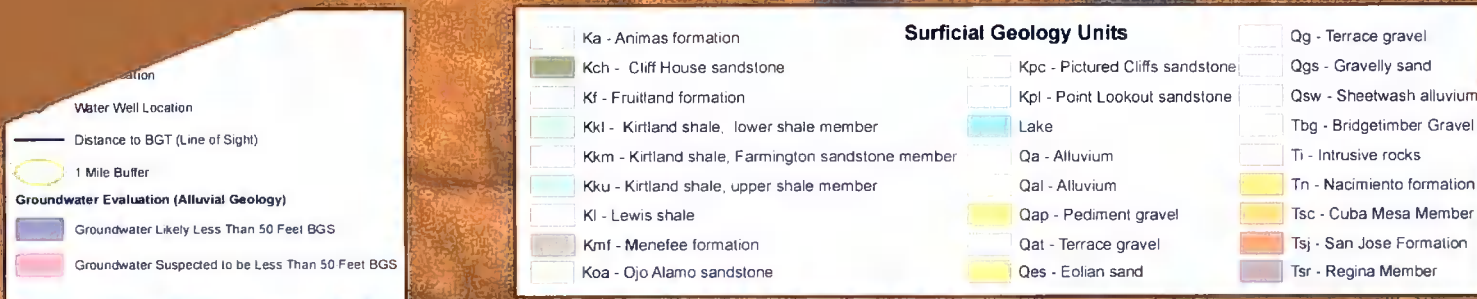 Water Well Location
Distance to BGT (Line of Sight)
1 Mile Buffer
Groundwater Evaluation (Alluvial Geology)
Groundwater Likely Less Than 50 Feet BGS
Groundwater Suspected to be Less Than 50 Feet BGS
Surficial Geology Units
Ka - Animas formation
Kch - Cliff House sandstone
Kf - Fruitland formation
Kkl - Kirtland shale, lower shale member
Kkm - Kirtland shale, Farmington sandstone member
Kku - Kirtland shale, upper shale member
Kl - Lewis shale
Kmf - Menefee formation
Koa - Ojo Alamo sandstone
Kpc - Pictured Cliffs sandstone
Kpl - Point Lookout sandstone
Lake
Qa - Alluvium
Qal - Alluvium
Qap - Pediment gravel
Qat - Terrace gravel
Qes - Eolian sand
Qg - Terrace gravel
Qgs - Gravelly sand
Qsw - Sheetwash alluvium
Tbg - Bridgetimber Gravel
Ti - Intrusive rocks
Tn - Nacimiento formation
Tsc - Cuba Mesa Member
Tsj - San Jose Formation
Tsr - Regina Member